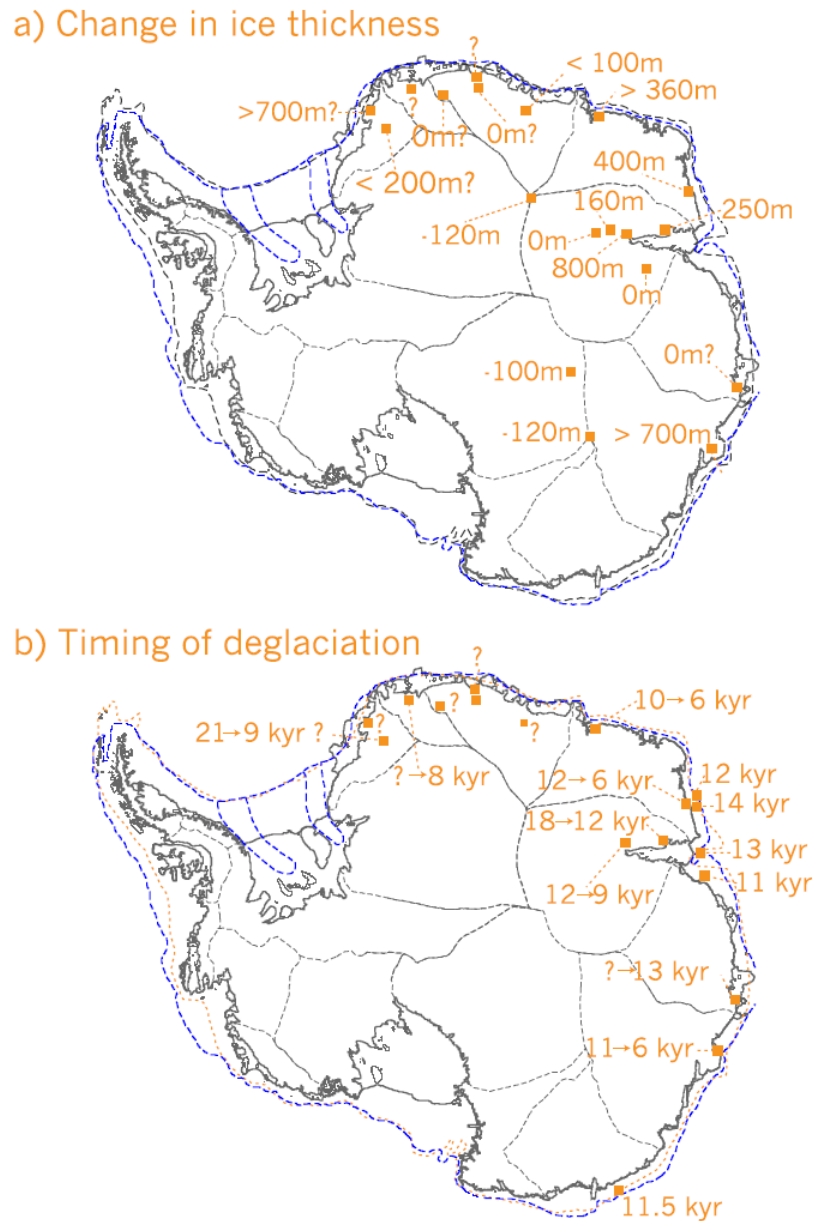 a) Change in ice thickness
?
< 100m
>700m?
> 360m
?
0m?
0m?
< 200m?
400m
160m
250m
-120m
0m
800m
0m
0m?
-100m
-120m
> 700m
b) Timing of deglaciation
?
10→6 kyr
?
?
21→9 kyr ?
?
?→8 kyr
12→6 kyr
12 kyr
14 kyr
18→12 kyr
13 kyr
12→9 kyr
11 kyr
?→13 kyr
11→6 kyr
11.5 kyr